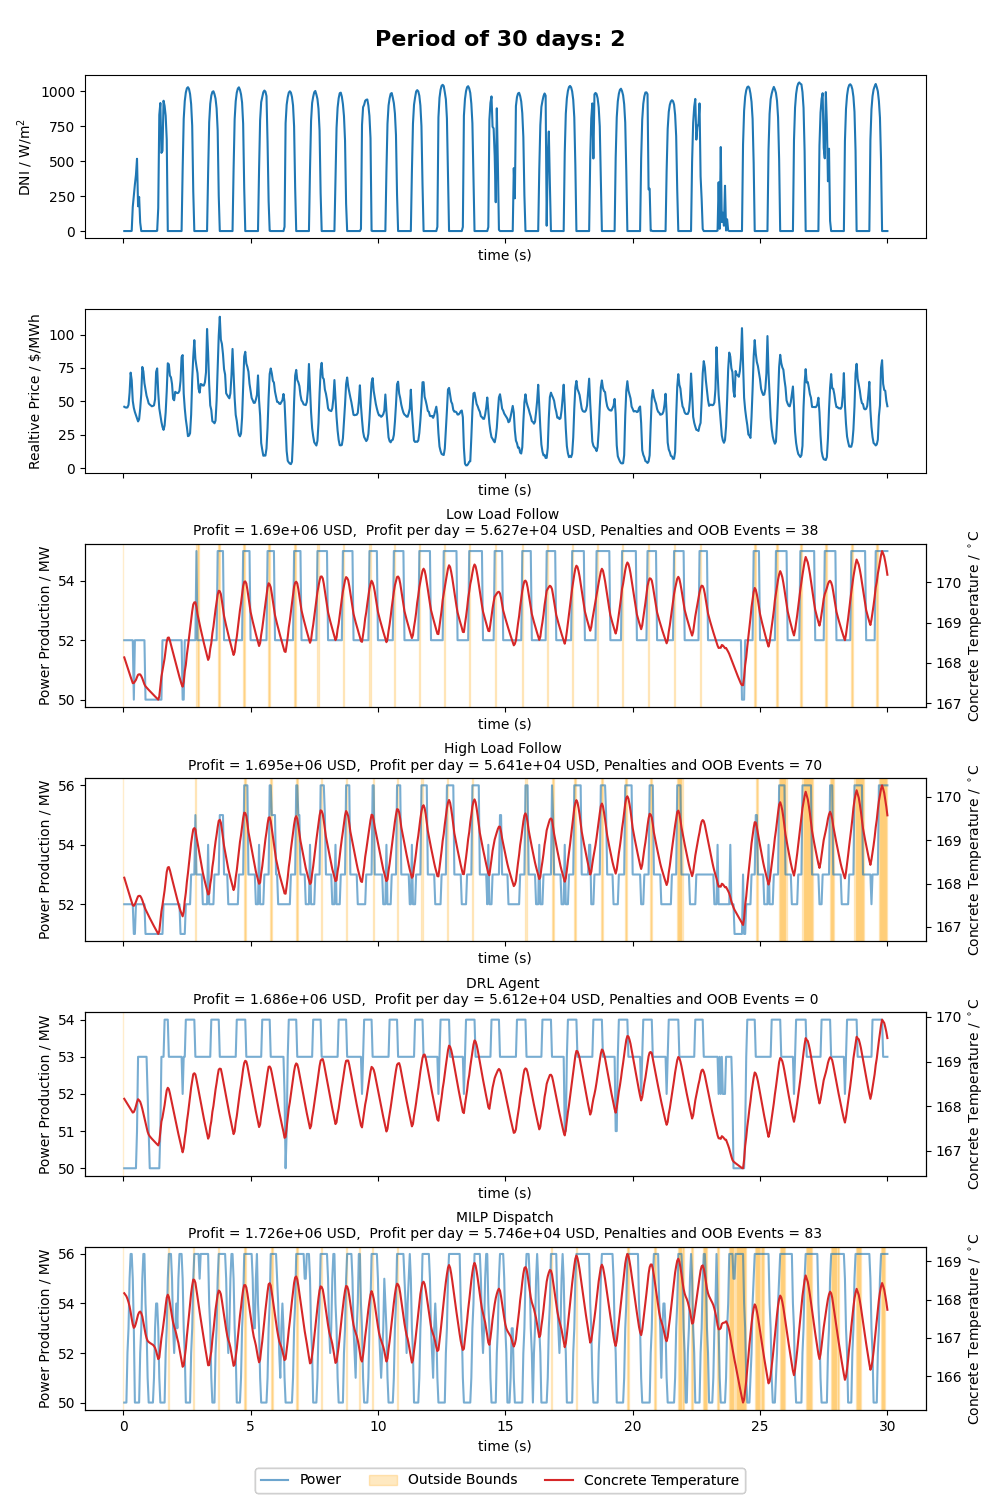 Period of 30 days: 2
DNI / W/m²
1000
750
500
250
0
time (s)
Realtive Price / $/MWh
100
75
50
25
0
time (s)
Low Load Follow
Profit = 1.69e+06 USD, Profit per day = 5.627e+04 USD, Penalties and OOB Events = 38
Power Production / MW
54
52
50
170
169
168
167
Concrete Temperature / °C
time (s)
High Load Follow
Profit = 1.695e+06 USD, Profit per day = 5.641e+04 USD, Penalties and OOB Events = 70
Power Production / MW
56
54
52
170
169
168
167
Concrete Temperature / °C
time (s)
DRL Agent
Profit = 1.686e+06 USD, Profit per day = 5.612e+04 USD, Penalties and OOB Events = 0
Power Production / MW
54
53
52
51
50
170
169
168
167
Concrete Temperature / °C
time (s)
MILP Dispatch
Profit = 1.726e+06 USD, Profit per day = 5.746e+04 USD, Penalties and OOB Events = 83
Power Production / MW
56
54
52
50
169
168
167
166
Concrete Temperature / °C
0 5 10 15 20 25 30
time (s)
Power Outside Bounds Concrete Temperature